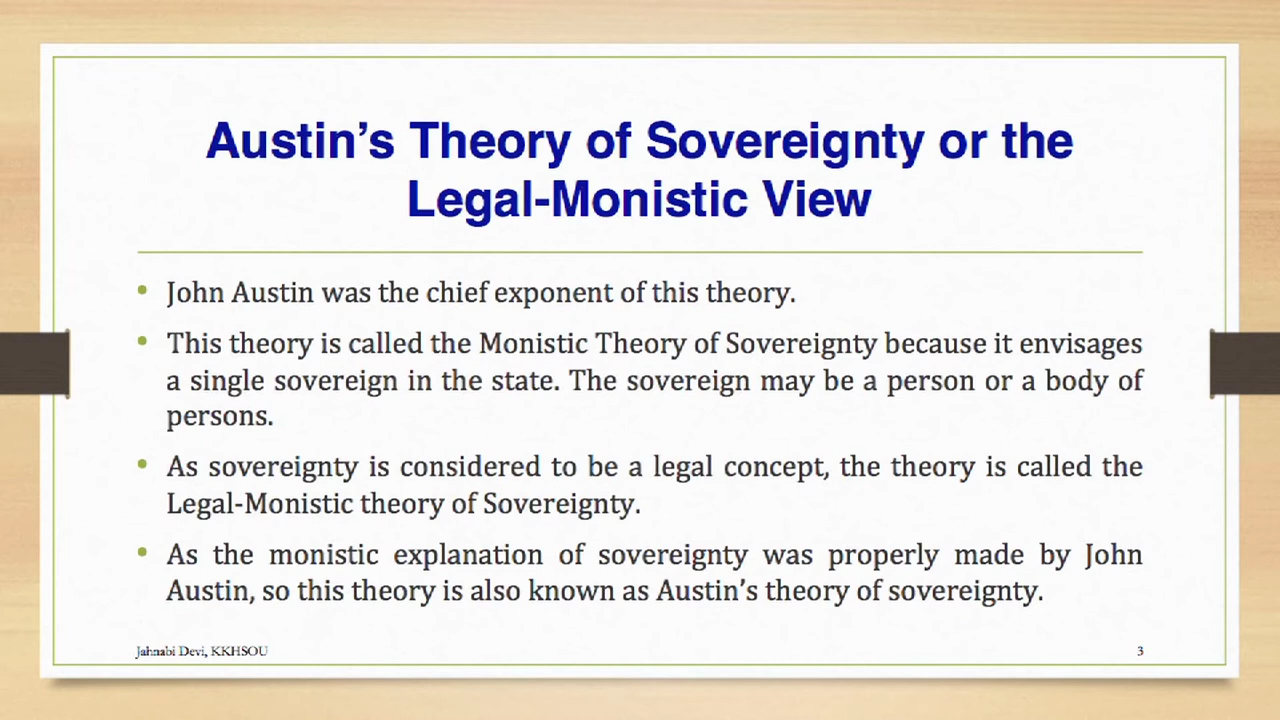 Austin’s Theory of Sovereignty or the
Legal-Monistic View
• John Austin was the chief exponent of this theory.
• This theory is called the Monistic Theory of Sovereignty because it envisages
a single sovereign in the state. The sovereign may be a person or a body of
persons.
• As sovereignty is considered to be a legal concept, the theory is called the
Legal-Monistic theory of Sovereignty.
• As the monistic explanation of sovereignty was properly made by John
Austin, so this theory is also known as Austin’s theory of sovereignty.
Jahnabi Devi, KKHSOU
3